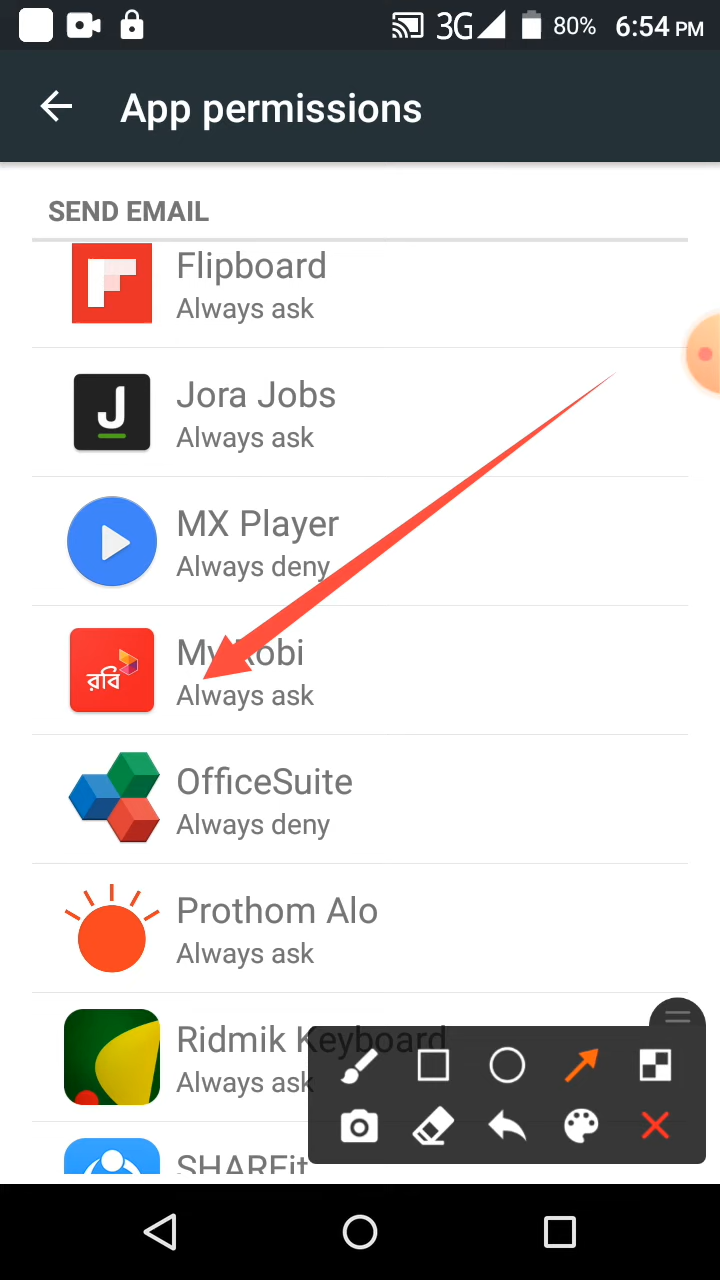 3G 80% 6:54 PM
App permissions
SEND EMAIL
Flipboard
Always ask
J
Jora Jobs
Always ask
MX Player
Always deny
My Robi
রবি
Always ask
OfficeSuite
Always deny
Prothom Alo
Always ask
Ridmik Keyboard
Always ask
SHAREit